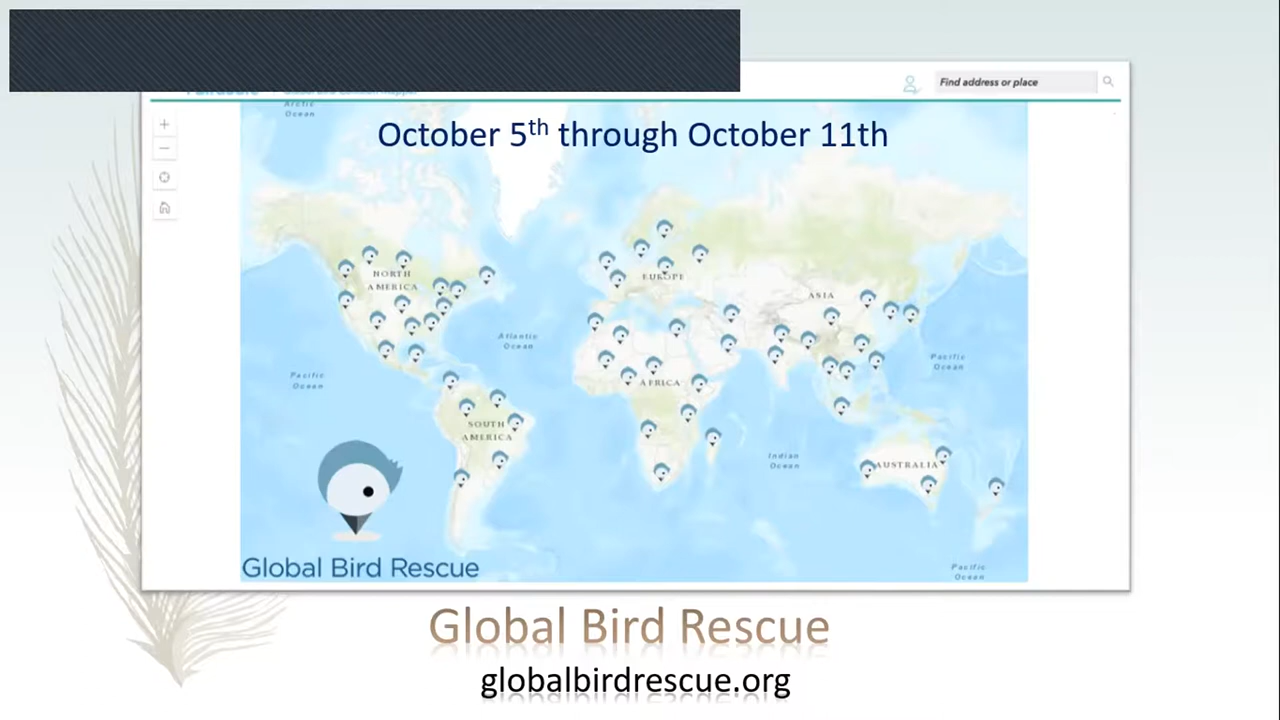 Find address or place
Arctic
Ocean
October 5th through October 11th
NORTH
AMERICA
EUROPE
ASIA
Atlantic
Ocean
Pacific
Ocean
Pacific
Ocean
AFRICA
SOUTH
AMERICA
Indian
Ocean
AUSTRALIA
Global Bird Rescue
Pacific
Ocean
Global Bird Rescue
globalbirdrescue.org